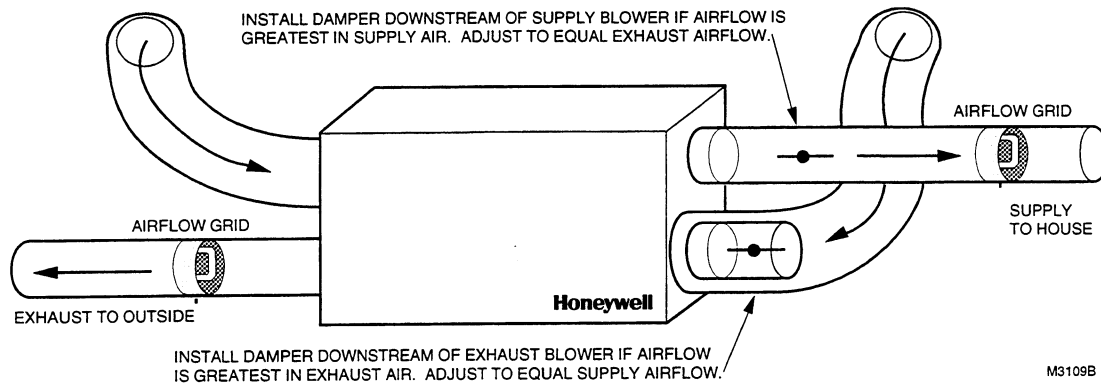 INSTALL DAMPER DOWNSTREAM OF SUPPLY BLOWER IF AIRFLOW IS
GREATEST IN SUPPLY AIR. ADJUST TO EQUAL EXHAUST AIRFLOW.
AIRFLOW GRID
SUPPLY
TO HOUSE
AIRFLOW GRID
Honeywell
EXHAUST TO OUTSIDE
INSTALL DAMPER DOWNSTREAM OF EXHAUST BLOWER IF AIRFLOW
IS GREATEST IN EXHAUST AIR. ADJUST TO EQUAL SUPPLY AIRFLOW.
M3109B